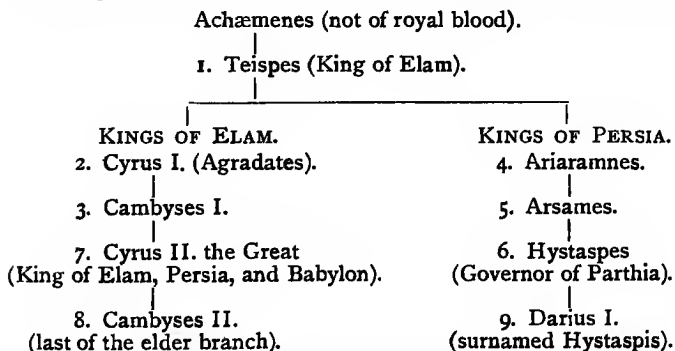 Achæmenes (not of royal blood).
1. Teispes (King of Elam).
KINGS OF ELAM.
2. Cyrus I. (Agradates).
3. Cambyses I.
7. Cyrus II. the Great
(King of Elam, Persia, and Babylon).
8. Cambyses II.
(last of the elder branch).
KINGS OF PERSIA.
4. Ariaramnes.
5. Arsames.
6. Hystaspes
(Governor of Parthia).
9. Darius I.
(surnamed Hystaspis).